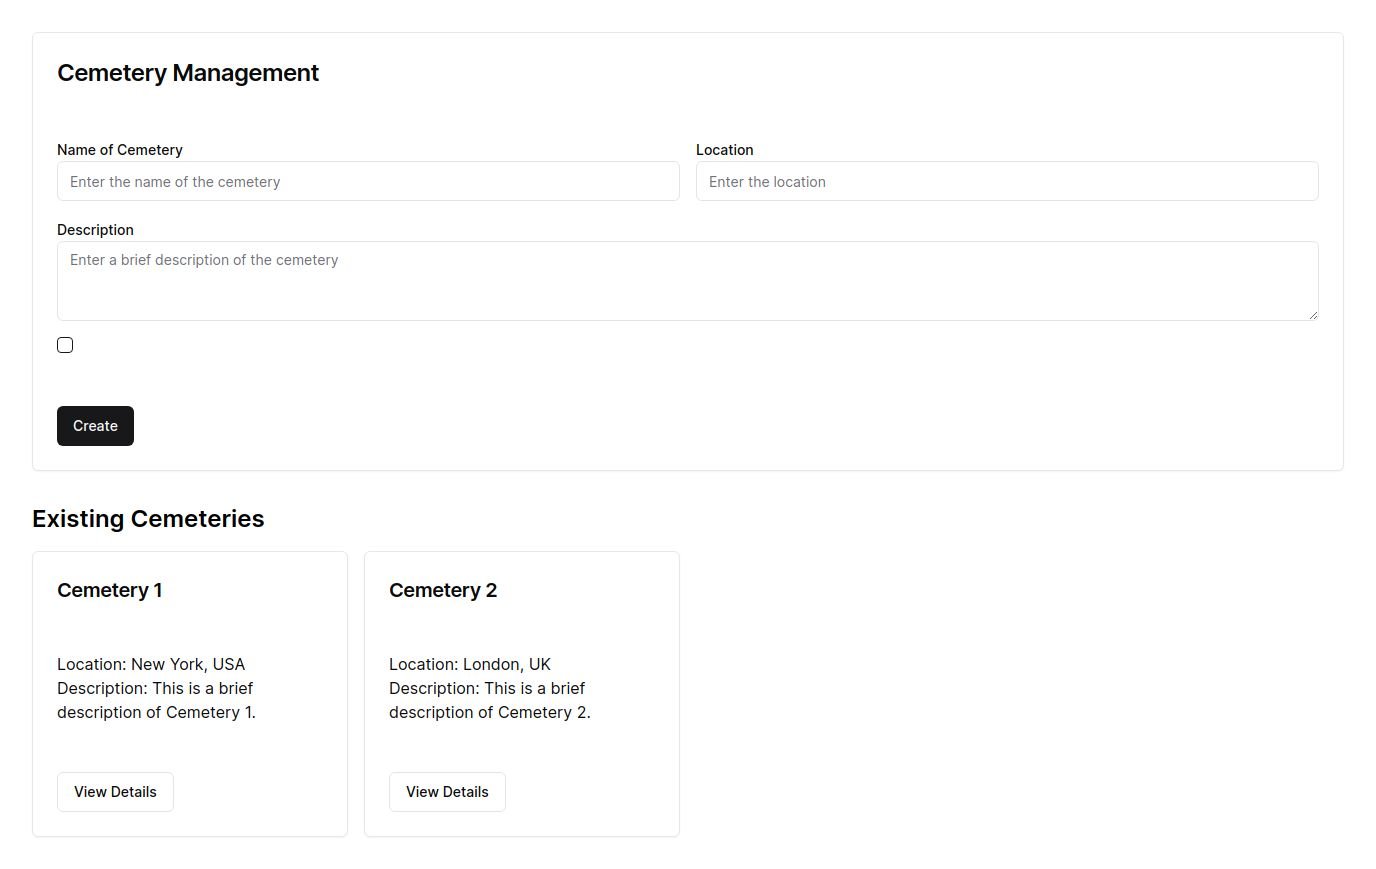 Cemetery Management
Name of Cemetery
Location
Enter the name of the cemetery
Enter the location
Description
Enter a brief description of the cemetery
Create
Existing Cemeteries
Cemetery 1
Location: New York, USA
Description: This is a brief
description of Cemetery 1.
View Details
Cemetery 2
Location: London, UK
Description: This is a brief
description of Cemetery 2.
View Details